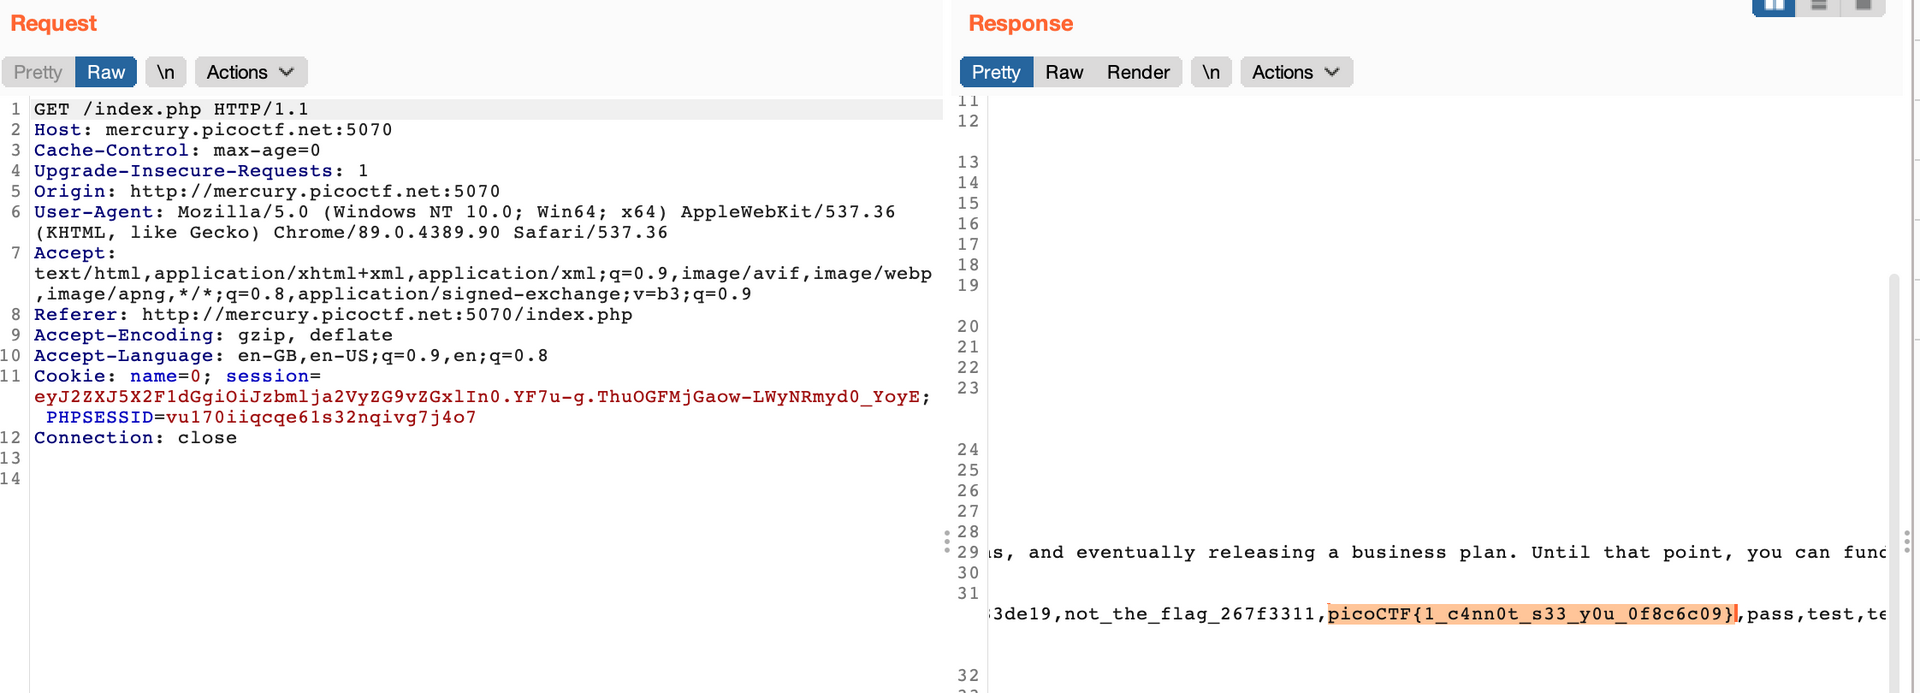 Request
Pretty Raw \n Actions
1 GET /index.php HTTP/1.1
2 Host: mercury.picoctf.net:5070
3 Cache-Control: max-age=0
4 Upgrade-Insecure-Requests: 1
5 Origin: http://mercury.picoctf.net:5070
6 User-Agent: Mozilla/5.0 (Windows NT 10.0; Win64; x64) AppleWebKit/537.36
(KHTML, like Gecko) Chrome/89.0.4389.90 Safari/537.36
7 Accept:
text/html,application/xhtml+xml,application/xml;q=0.9,image/avif,image/webp
,image/apng,*/*;q=0.8,application/signed-exchange;v=b3;q=0.9
8 Referer: http://mercury.picoctf.net:5070/index.php
9 Accept-Encoding: gzip, deflate
10 Accept-Language: en-GB,en-US;q=0.9,en;q=0.8
11 Cookie: name=0; session=
eyJ2ZXJ5X2F1dGgiOiJzbmlja2VyZG9vZGxlIn0.YF7u-g.ThuOGFMjGaow-LWyNRmyd0_YoyE;
PHPSESSID=vu170iiqcqe61s32nqivg7j4o7
12 Connection: close
13
14
Response
Pretty Raw Render \n Actions
11
12
13
14
15
16
17
18
19
20
21
22
23
24
25
26
27
28
29 s, and eventually releasing a business plan. Until that point, you can fund
30
31
3de19,not_the_flag_267f3311,picoCTF{1_c4nn0t_s33_y0u_0f8c6c09},pass,test,te
32